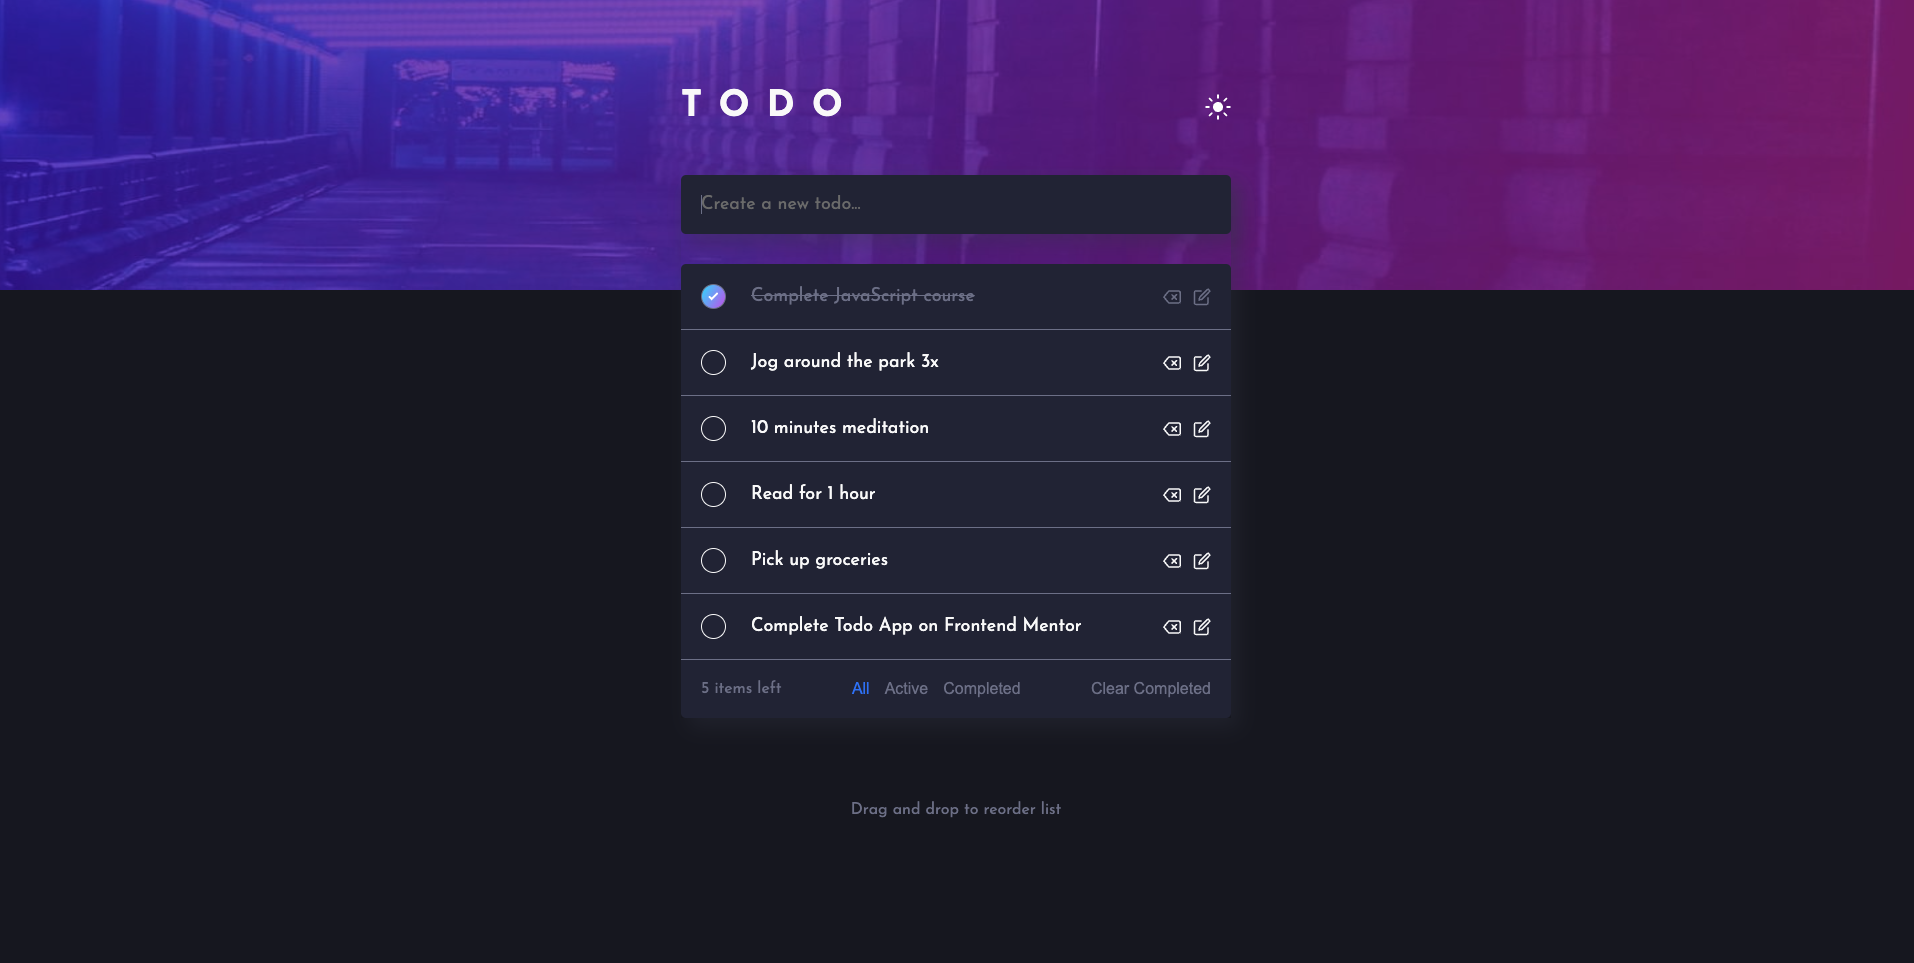 TODO
Create a new todo...
Complete JavaScript course
Jog around the park 3x
10 minutes meditation
Read for 1 hour
Pick up groceries
Complete Todo App on Frontend Mentor
5 items left All Active Completed Clear Completed
Drag and drop to reorder list